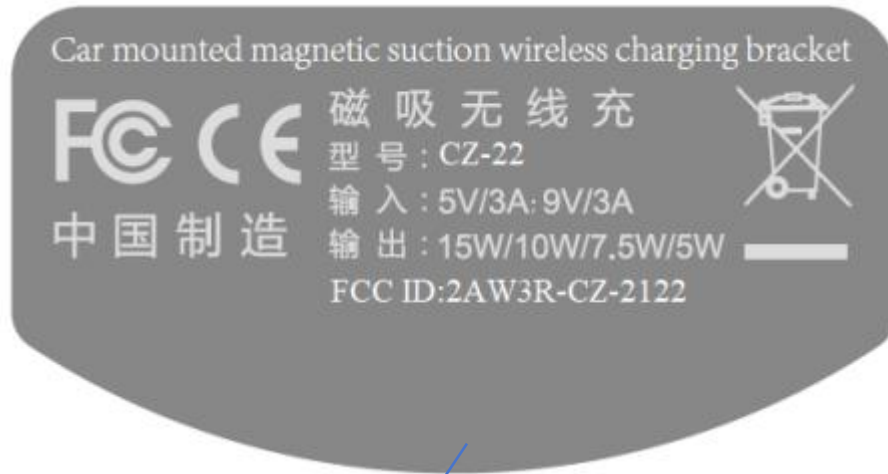 Car mounted magnetic suction wireless charging bracket
FC CE
磁吸无线充
型号:CZ-22
输入:5V/3A: 9V/3A
中国制造
输出:15W/10W/7.5W/5W
FCC ID:2AW3R-CZ-2122